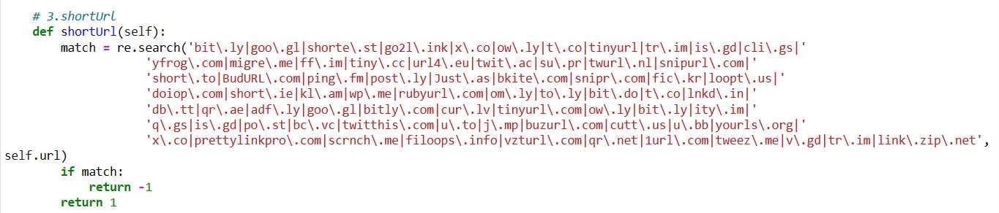 # 3.shortUrl
def shortUrl(self):
match = re.search('bit\.ly|goo\.gl|shorte\.st|go2l\.ink|x\.co|ow\.ly|t\.co|tinyurl|tr\.im|is\.gd|cli\.gs|'
'yfrog\.com|migre\.me|ff\.im|tiny\.cc|url4\.eu|twit\.ac|su\.pr|twurl\.nl|snipurl\.com|'
'short\.to|BudURL\.com|ping\.fm|post\.ly|Just\.as|bkite\.com|snipr\.com|fic\.kr|loopt\.us|'
'doiop\.com|short\.ie|kl\.am|wp\.me|rubyurl\.com|om\.ly|to\.ly|bit\.do|t\.co|lnkd\.in|'
'db\.tt|qr\.ae|adf\.ly|goo\.gl|bitly\.com|cur\.lv|tinyurl\.com|ow\.ly|bit\.ly|ity\.im|'
'q\.gs|is\.gd|po\.st|bc\.vc|twitthis\.com|u\.to|j\.mp|buzurl\.com|cutt\.us|u\.bb|yourls\.org|'
'x\.co|prettylinkpro\.com|scrnch\.me|filoops\.info|vzturl\.com|qr\.net|1url\.com|tweez\.me|v\.gd|tr\.im|link\.zip\.net',
self.url)
if match:
return -1
return 1